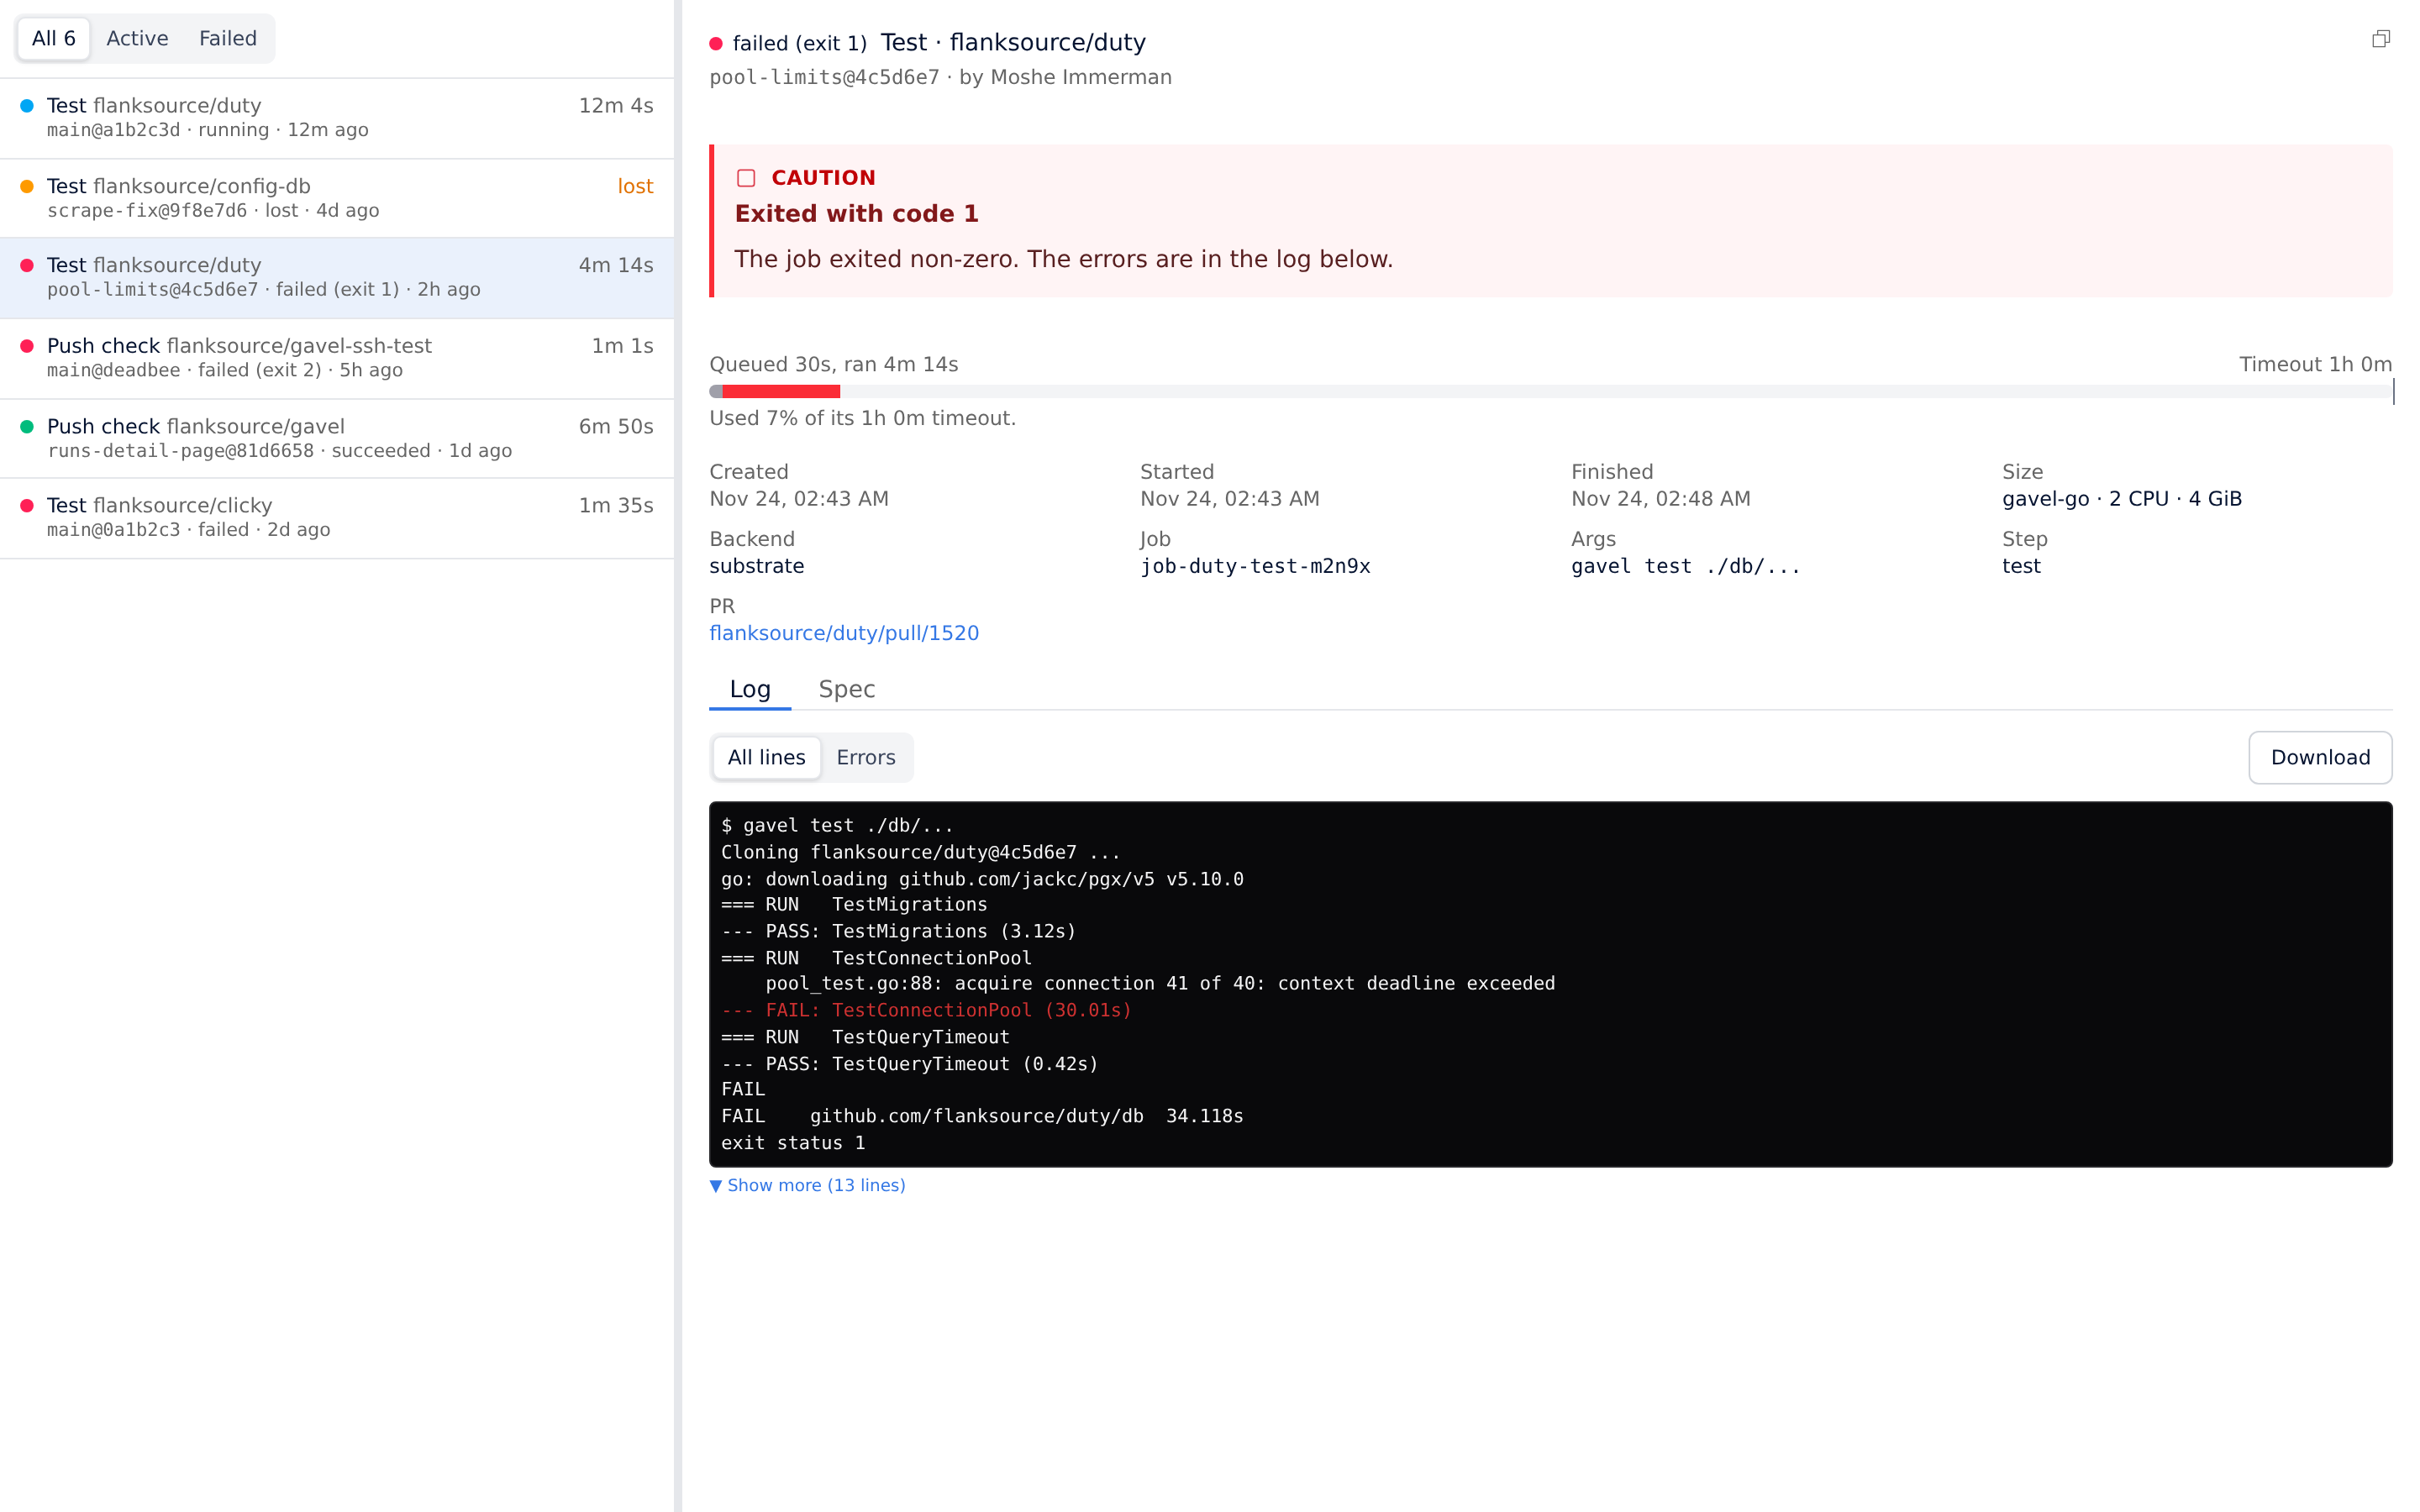 All 6 Active Failed
Test flanksource/duty 12m 4s
main@a1b2c3d · running · 12m ago
Test flanksource/config-db lost
scrape-fix@9f8e7d6 · lost · 4d ago
Test flanksource/duty 4m 14s
pool-limits@4c5d6e7 · failed (exit 1) · 2h ago
Push check flanksource/gavel-ssh-test 1m 1s
main@deadbee · failed (exit 2) · 5h ago
Push check flanksource/gavel 6m 50s
runs-detail-page@81d6658 · succeeded · 1d ago
Test flanksource/clicky 1m 35s
main@0a1b2c3 · failed · 2d ago
failed (exit 1) Test · flanksource/duty
pool-limits@4c5d6e7 · by Moshe Immerman
CAUTION
Exited with code 1
The job exited non-zero. The errors are in the log below.
Queued 30s, ran 4m 14s Timeout 1h 0m
Used 7% of its 1h 0m timeout.
Created Started Finished Size
Nov 24, 02:43 AM Nov 24, 02:43 AM Nov 24, 02:48 AM gavel-go · 2 CPU · 4 GiB
Backend Job Args Step
substrate job-duty-test-m2n9x gavel test ./db/... test
PR
flanksource/duty/pull/1520
Log Spec
All lines Errors Download
$ gavel test ./db/...
Cloning flanksource/duty@4c5d6e7 ...
go: downloading github.com/jackc/pgx/v5 v5.10.0
=== RUN   TestMigrations
--- PASS: TestMigrations (3.12s)
=== RUN   TestConnectionPool
    pool_test.go:88: acquire connection 41 of 40: context deadline exceeded
--- FAIL: TestConnectionPool (30.01s)
=== RUN   TestQueryTimeout
--- PASS: TestQueryTimeout (0.42s)
FAIL
FAIL    github.com/flanksource/duty/db  34.118s
exit status 1
▼ Show more (13 lines)